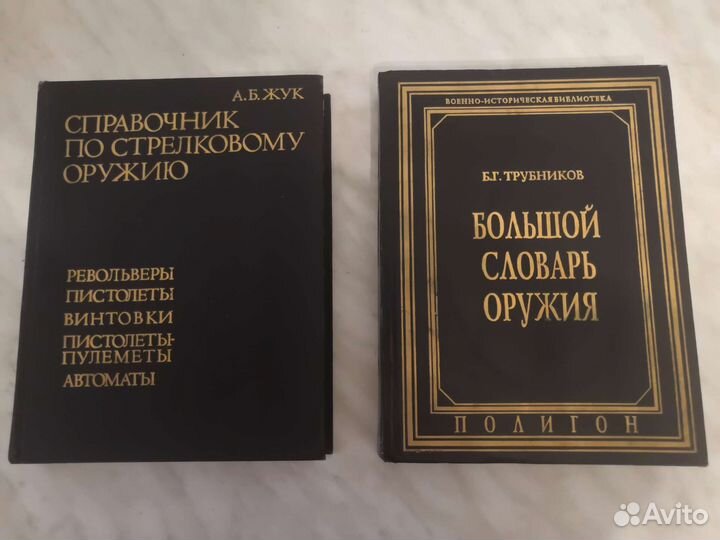 А.Б.ЖУК
СПРАВОЧНИК
ПО СТРЕЛКОВОМУ
ОРУЖИЮ
РЕВОЛЬВЕРЫ
ПИСТОЛЕТЫ
ВИНТОВКИ
ПИСТОЛЕТЫ-
ПУЛЕМЕТЫ
АВТОМАТЫ
ВОЕННО-ИСТОРИЧЕСКАЯ БИБЛИОТЕКА
Б.Г. ТРУБНИКОВ
БОЛЬШОЙ
СЛОВАРЬ
ОРУЖИЯ
ПОЛИГОН
Avito